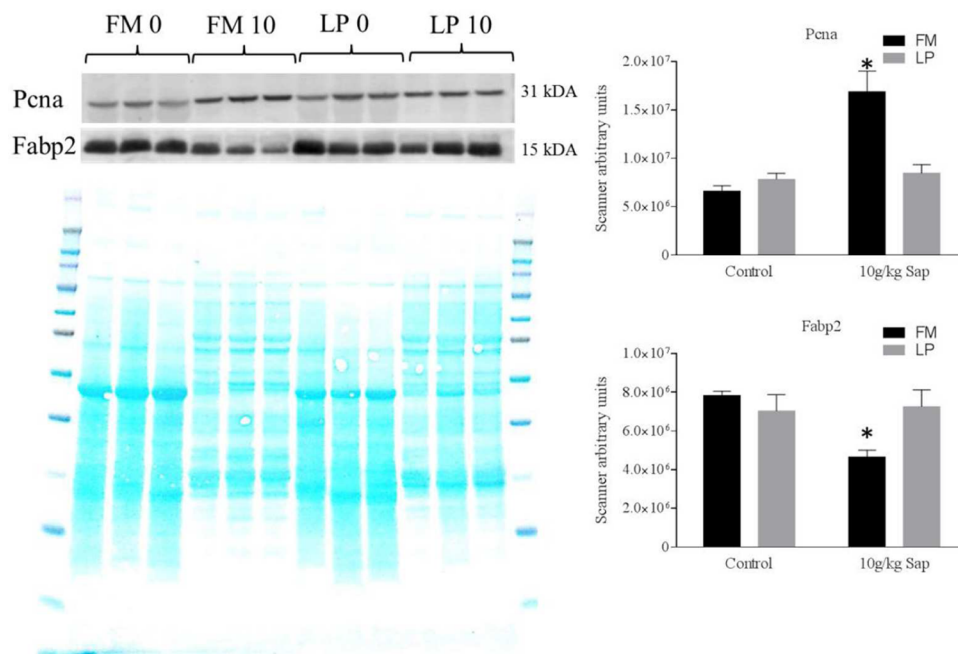 FM 0 FM 10 LP 0 LP 10
Pcna 31 kDA
Fabp2 15 kDA
Pcna
FM
LP
Scanner arbitrary units
2.0×10⁷
1.5×10⁷
1.0×10⁷
5.0×10⁶
0
*
Control 10g/kg Sap
Fabp2
FM
LP
Scanner arbitrary units
1.0×10⁷
8.0×10⁶
6.0×10⁶
4.0×10⁶
2.0×10⁶
0
*
Control 10g/kg Sap